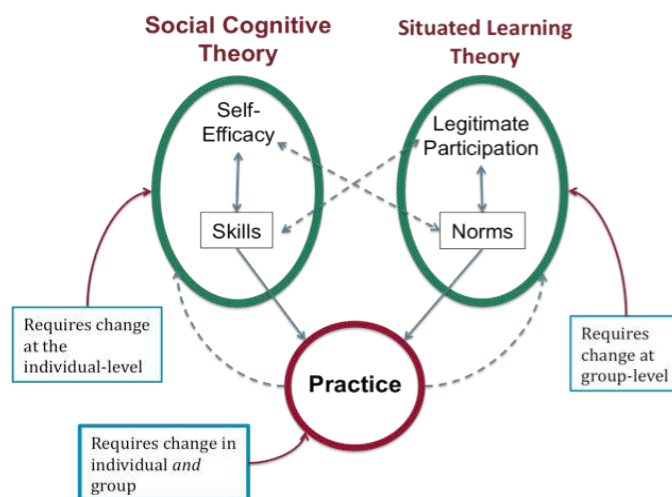 Social Cognitive
Theory
Situated Learning
Theory
Self-
Efficacy
Legitimate
Participation
Skills
Norms
Requires change
at the
individual-level
Requires
change at
group-level
Practice
Requires change in
individual and
group